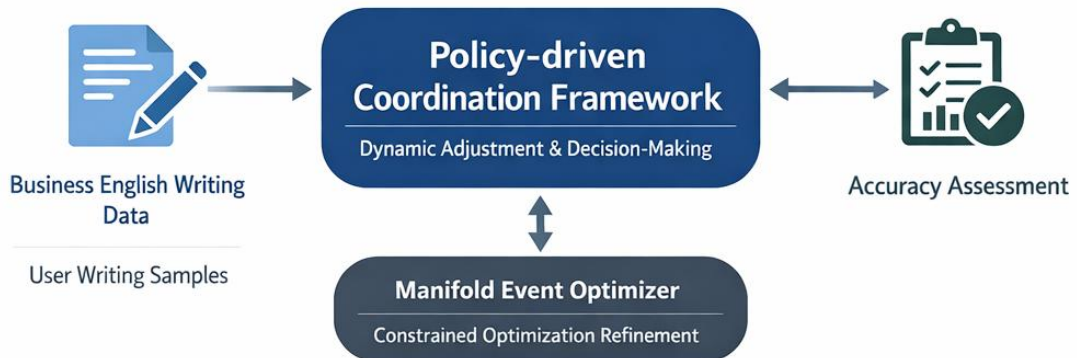 Policy-driven
Coordination Framework
Dynamic Adjustment & Decision-Making
Business English Writing
Data
User Writing Samples
Accuracy Assessment
Manifold Event Optimizer
Constrained Optimization Refinement